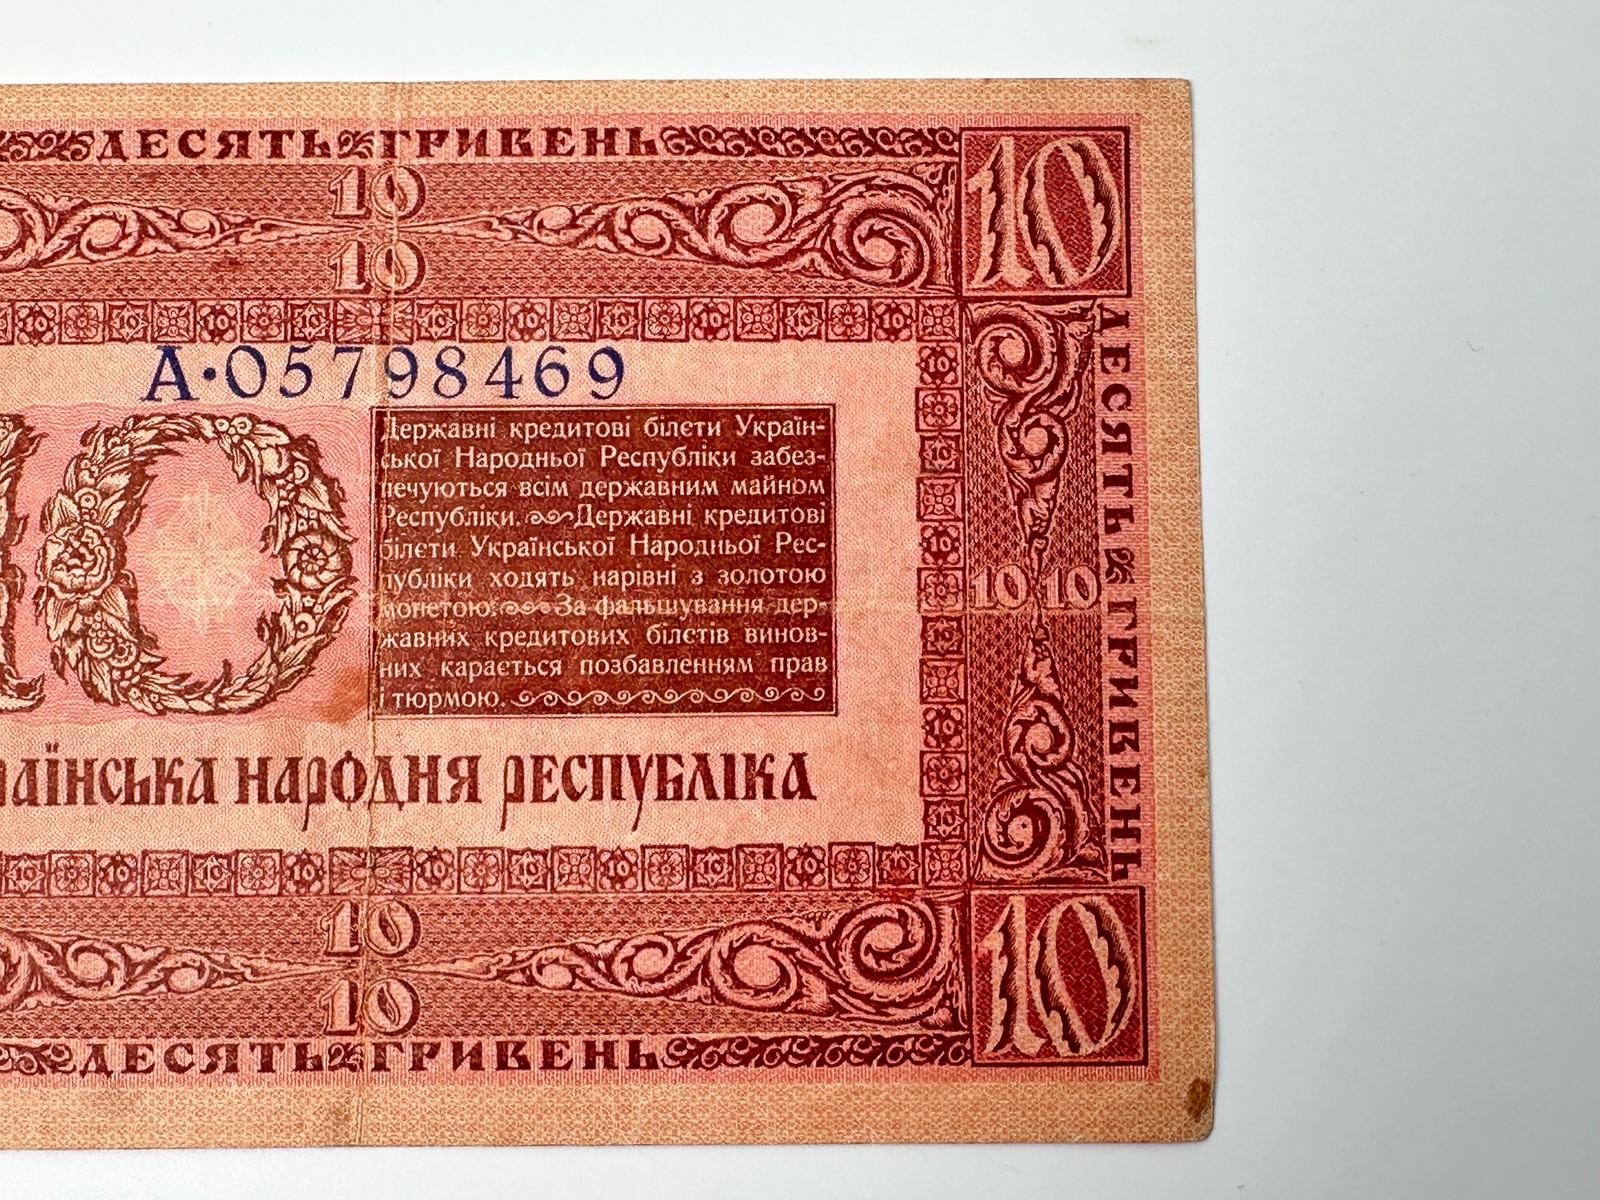 ДЕСЯТЬ ГРИВЕНЬ
10
10
10
А·05798469
10
Державні кредитові білети Україн-
ської Народньої Республіки забез-
печуються всім державним майном
Республіки. Державні кредитові
білети Української Народньої Рес-
публіки ходять нарівні з золотою
монетою. За фальшування дер-
жавних кредитових білєтів винов-
них карається позбавленням прав
і тюрмою.
аїнська народня республіка
ДЕСЯТЬ ГРИВЕНЬ
10 10
10
10
10
ДЕСЯТЬ ГРИВЕНЬ